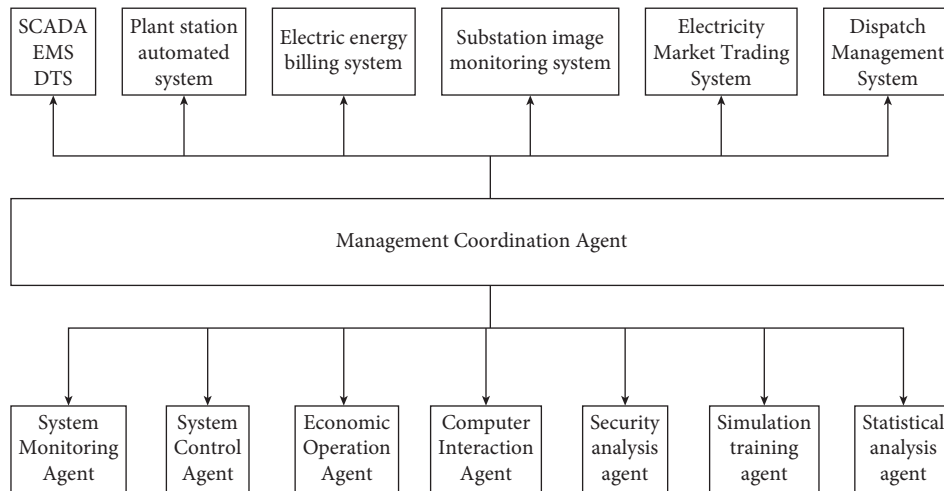 SCADA
EMS
DTS
Plant station
automated
system
Electric energy
billing system
Substation image
monitoring system
Electricity
Market Trading
System
Dispatch
Management
System
Management Coordination Agent
System
Monitoring
Agent
System
Control
Agent
Economic
Operation
Agent
Computer
Interaction
Agent
Security
analysis
agent
Simulation
training
agent
Statistical
analysis
agent